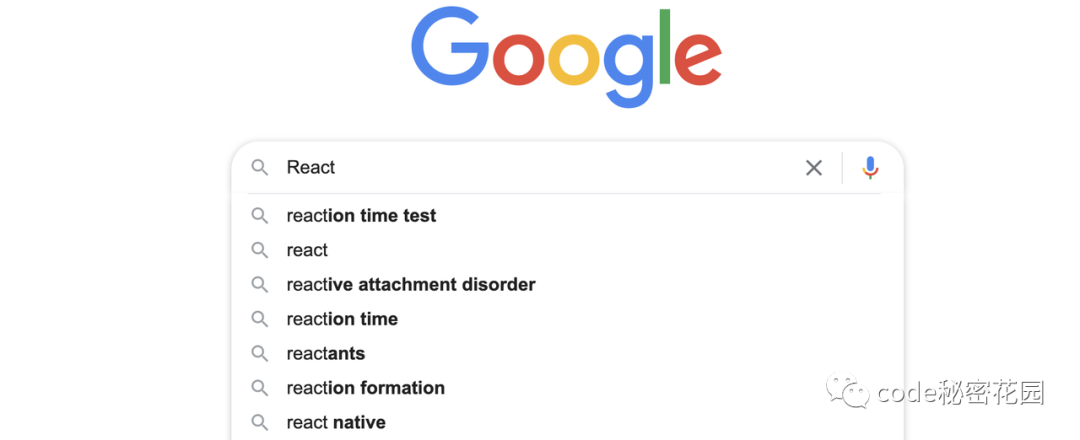 Google
React
reaction time test
react
reactive attachment disorder
reaction time
reactants
reaction formation
react native
code秘密花园